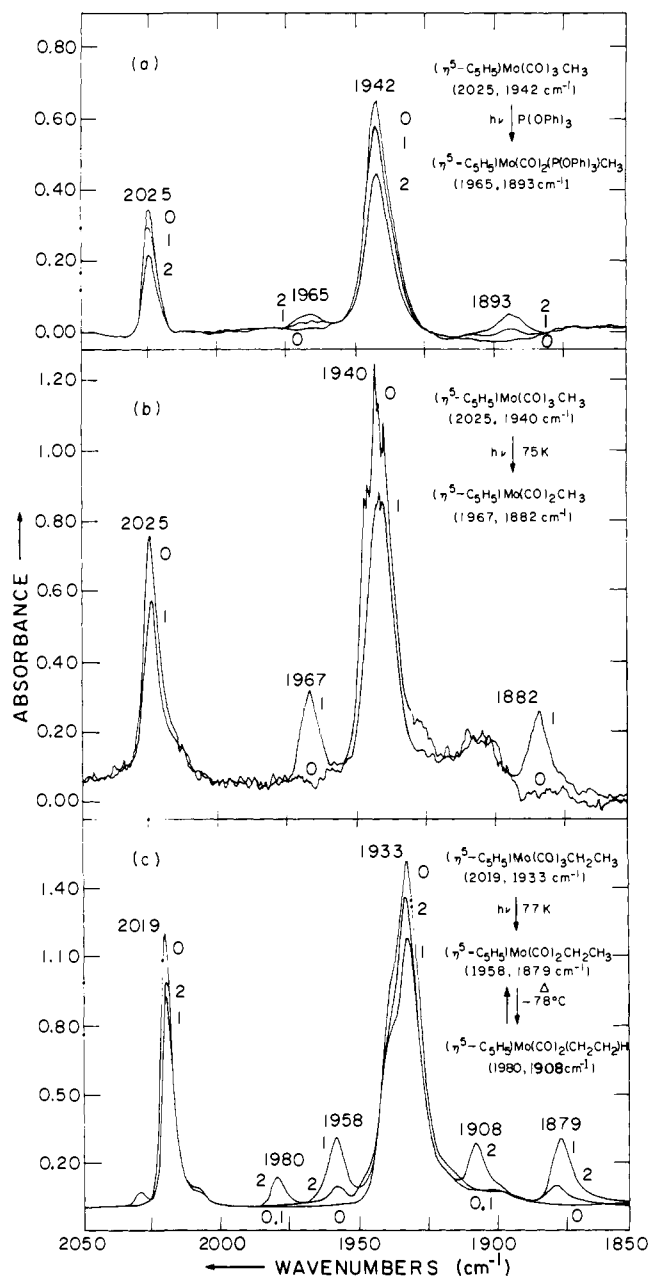 (a)
0.80
0.60
0.40
0.20
0.00
2025
0
1
2
2
1
1965
0
1942
0
1
2
1893
2
1
0
(η⁵-C₅H₅)Mo(CO)₃CH₃
(2025, 1942 cm⁻¹)
hν P(OPh)₃
(η⁵-C₅H₅)Mo(CO)₂(P(OPh)₃)CH₃
(1965, 1893 cm⁻¹)
(b)
1.20
1.00
0.80
0.60
0.40
0.20
0.00
2025
0
1
1967
1
0
1940
0
1
1882
1
0
(η⁵-C₅H₅)Mo(CO)₃CH₃
(2025, 1940 cm⁻¹)
hν 75K
(η⁵-C₅H₅)Mo(CO)₂CH₃
(1967, 1882 cm⁻¹)
ABSORBANCE
(c)
1.40
1.10
0.80
0.50
0.20
2019
0
2
1
1980
2
0,1
1958
1
2
0
1933
0
2
1
1908
2
0,1
1879
1
2
0
(η⁵-C₅H₅)Mo(CO)₃CH₂CH₃
(2019, 1933 cm⁻¹)
hν 77K
(η⁵-C₅H₅)Mo(CO)₂CH₂CH₃
(1958, 1879 cm⁻¹)
Δ
-78°C
(η⁵-C₅H₅)Mo(CO)₂(CH₂CH₂)H
(1980, 1908 cm⁻¹)
2050 2000 1950 1900 1850
WAVENUMBERS (cm⁻¹)